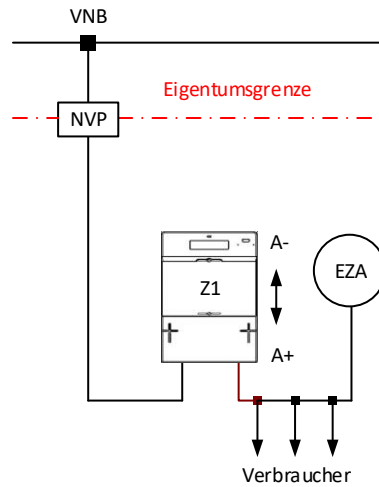 VNB
Eigentumsgrenze
NVP
A-
EZA
Z1
A+
Verbraucher